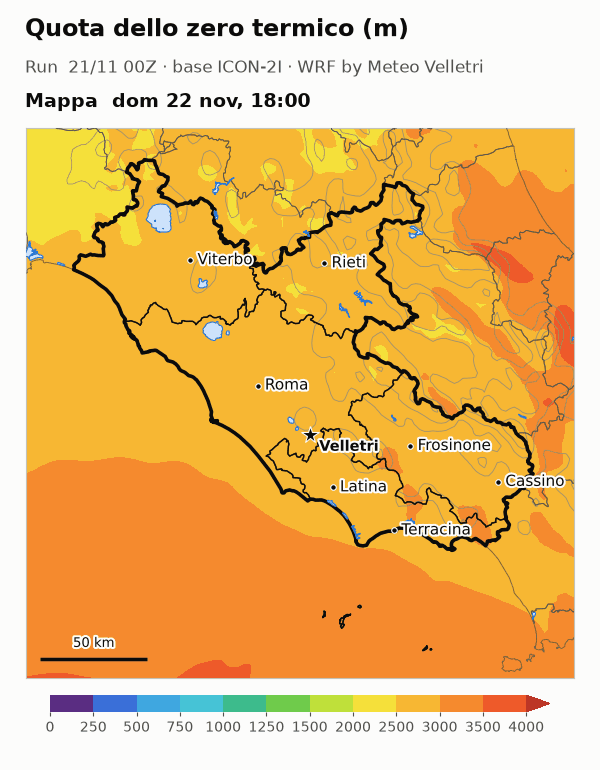 Quota dello zero termico (m)
Run  21/11 00Z · base ICON-2I · WRF by Meteo Velletri
Mappa  dom 22 nov, 18:00
Viterbo
Rieti
Roma
Velletri
Frosinone
Latina
Cassino
Terracina
50 km
0 250 500 750 1000 1250 1500 2000 2500 3000 3500 4000